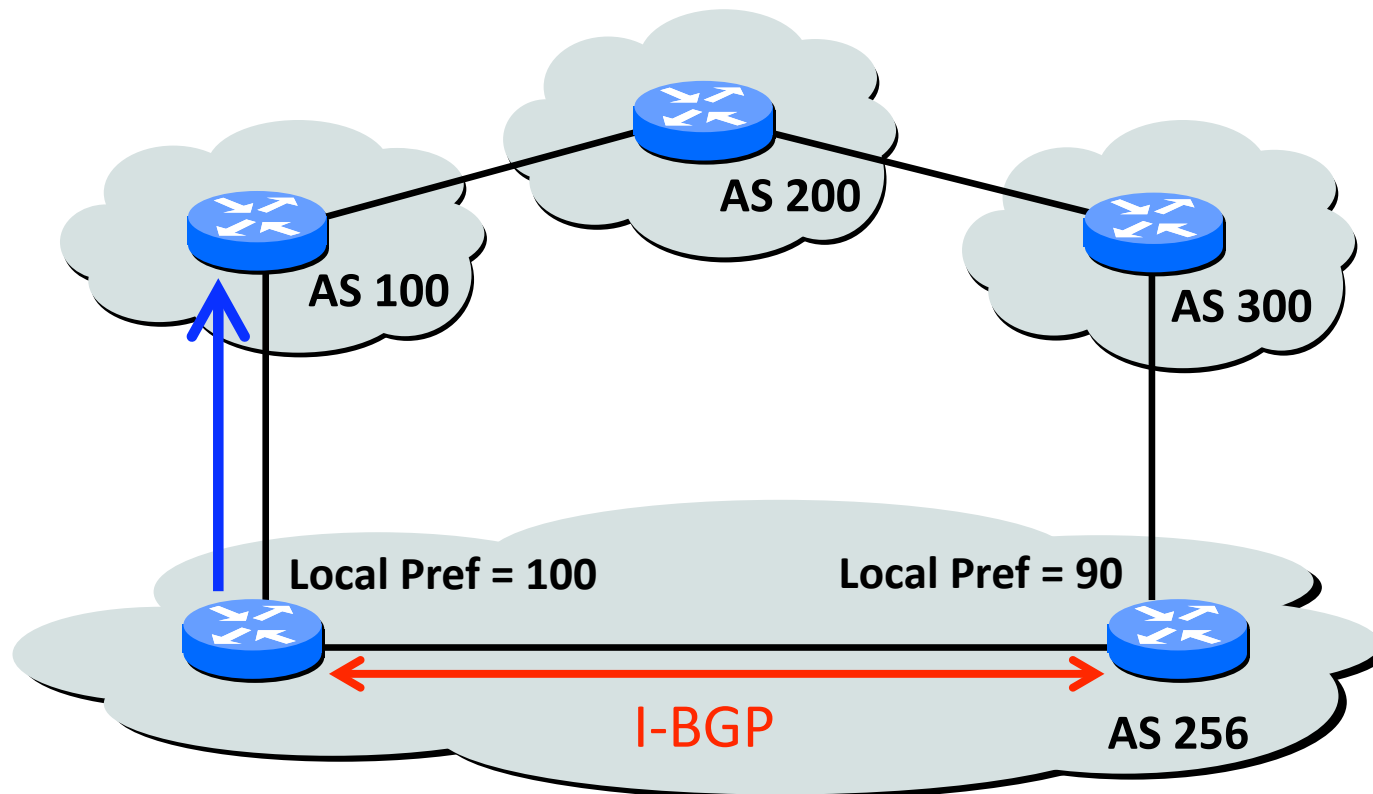 AS 200
AS 100
AS 300
Local Pref = 100
Local Pref = 90
I-BGP
AS 256